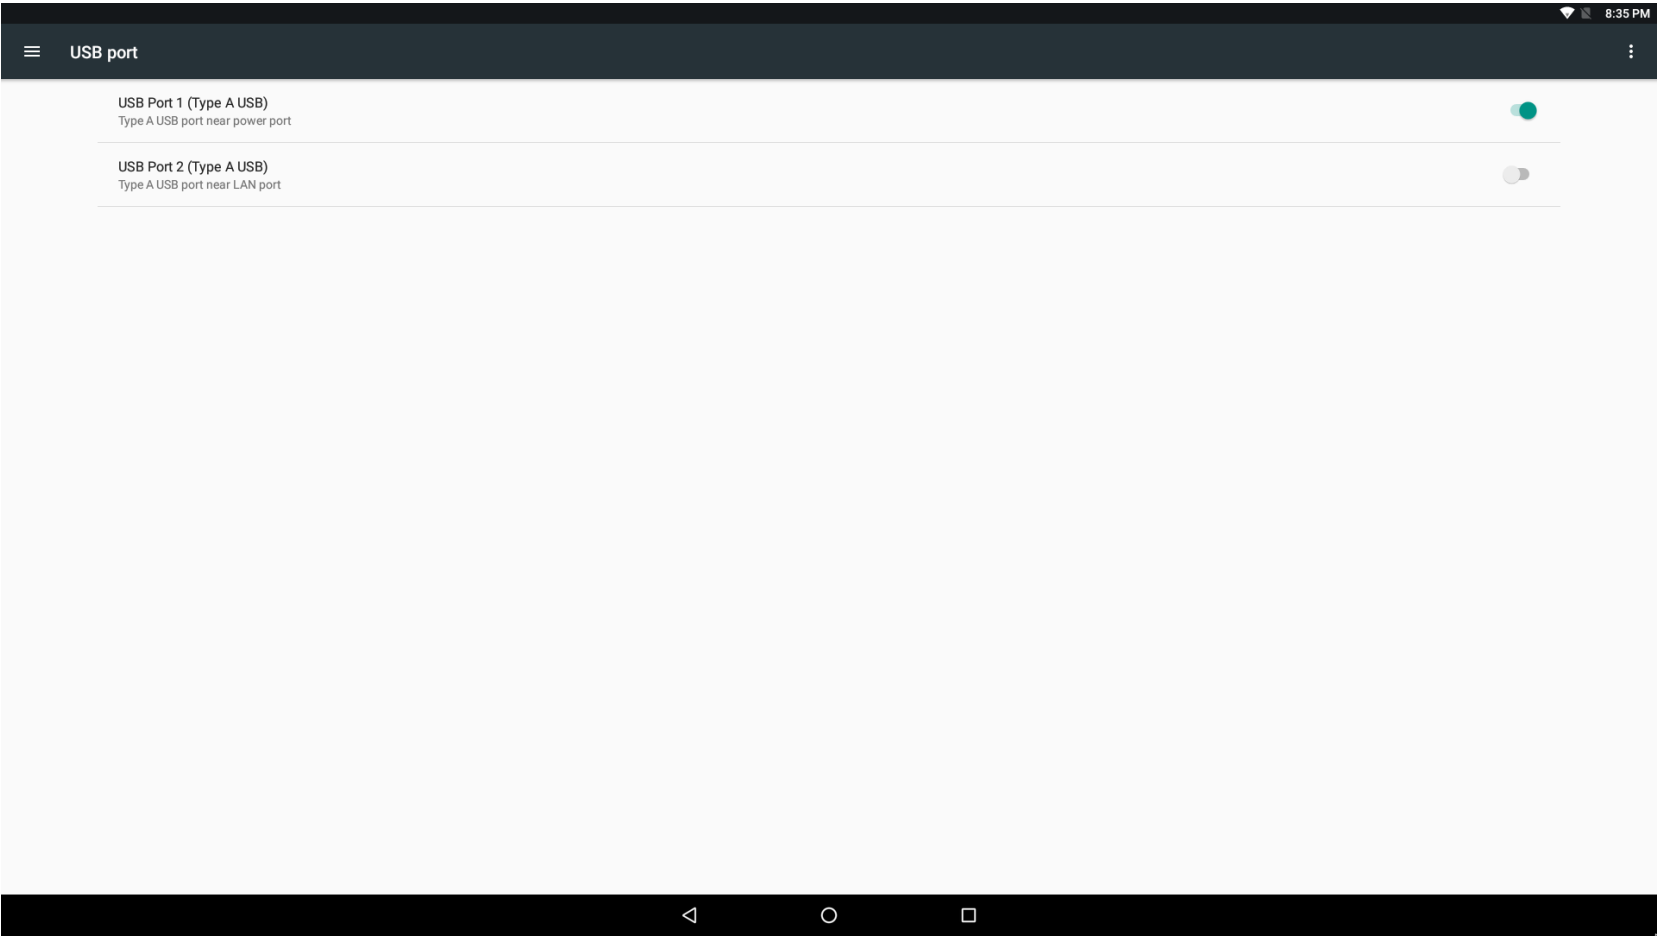 8:35 PM
USB port
USB Port 1 (Type A USB)
Type A USB port near power port
USB Port 2 (Type A USB)
Type A USB port near LAN port